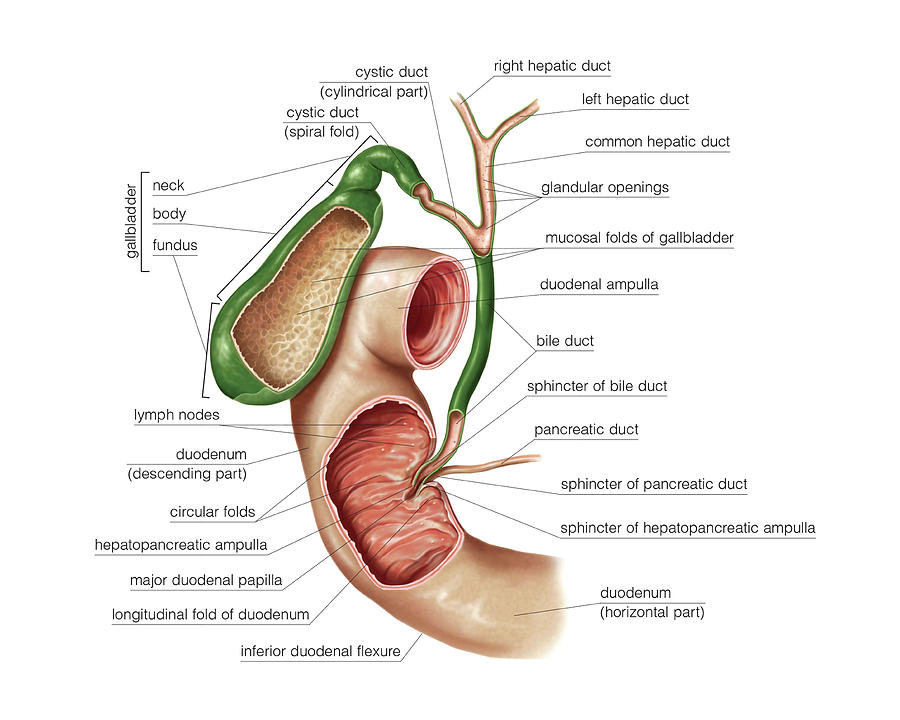 right hepatic duct
cystic duct
(cylindrical part)
left hepatic duct
cystic duct
(spiral fold)
common hepatic duct
gallbladder
neck
glandular openings
body
mucosal folds of gallbladder
fundus
duodenal ampulla
bile duct
sphincter of bile duct
lymph nodes
pancreatic duct
duodenum
(descending part)
sphincter of pancreatic duct
circular folds
sphincter of hepatopancreatic ampulla
hepatopancreatic ampulla
major duodenal papilla
duodenum
(horizontal part)
longitudinal fold of duodenum
inferior duodenal flexure